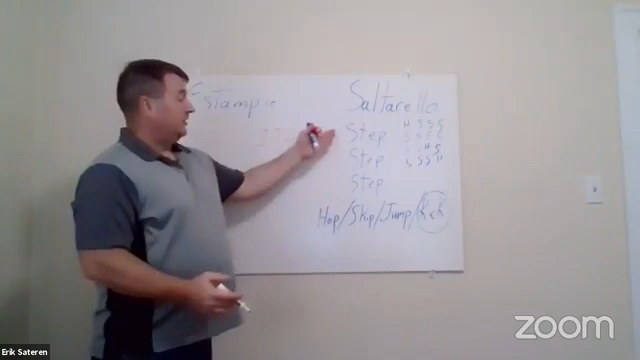 Estampie
Saltarello
Step H S S S
Step
Step
Hop/Skip/Jump/Kick
Erik Sateren
zoom